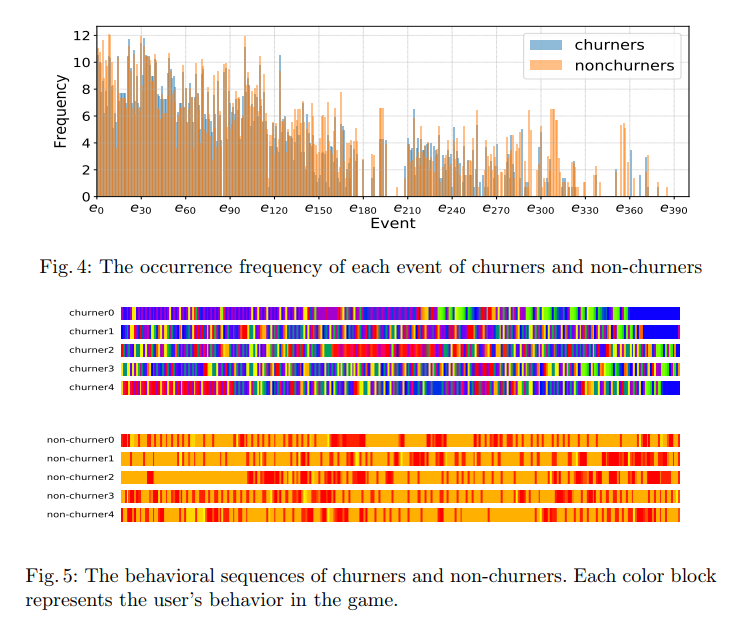 12
10
8
6
4
2
0
Frequency
churners
nonchurners
e0 e30 e60 e90 e120 e150 e180 e210 e240 e270 e300 e330 e360 e390
Event
Fig. 4: The occurrence frequency of each event of churners and non-churners
churner0
churner1
churner2
churner3
churner4
non-churner0
non-churner1
non-churner2
non-churner3
non-churner4
Fig. 5: The behavioral sequences of churners and non-churners. Each color block
represents the user's behavior in the game.